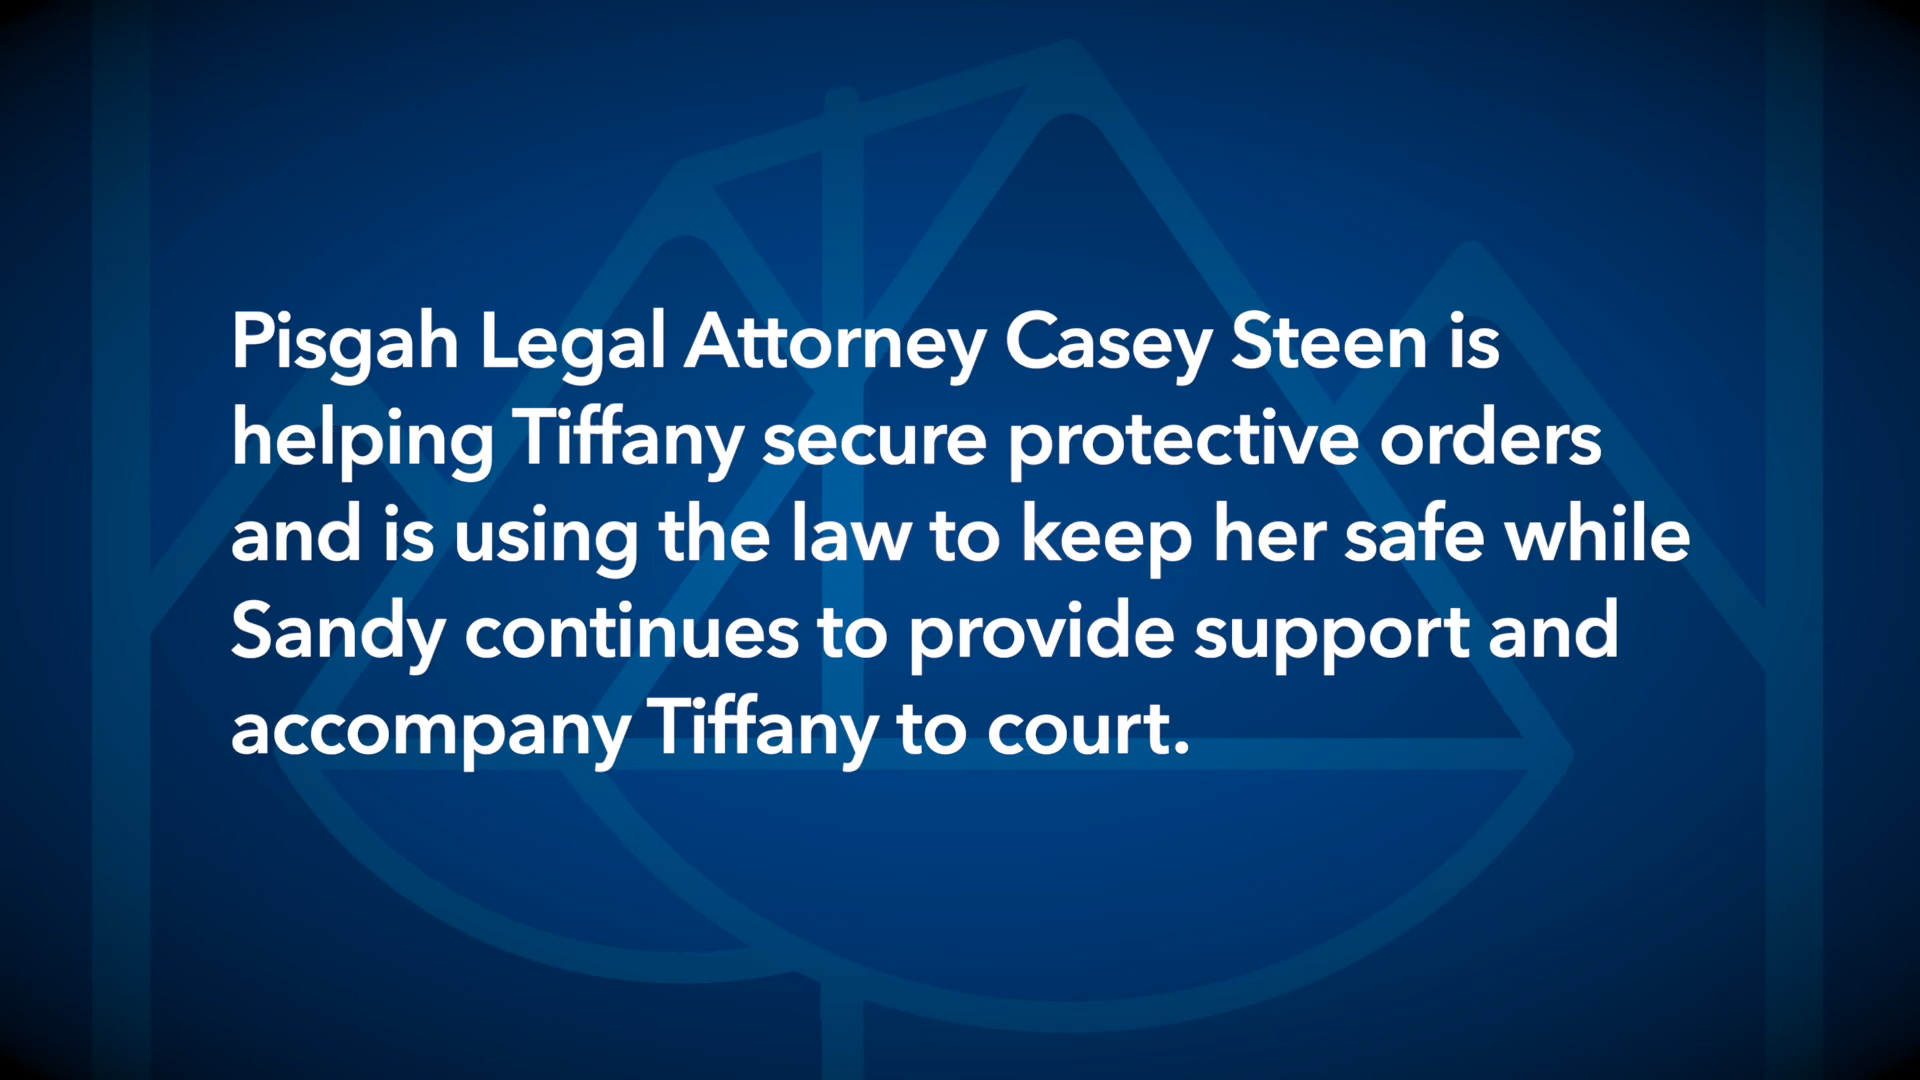 Pisgah Legal Attorney Casey Steen is
helping Tiffany secure protective orders
and is using the law to keep her safe while
Sandy continues to provide support and
accompany Tiffany to court.